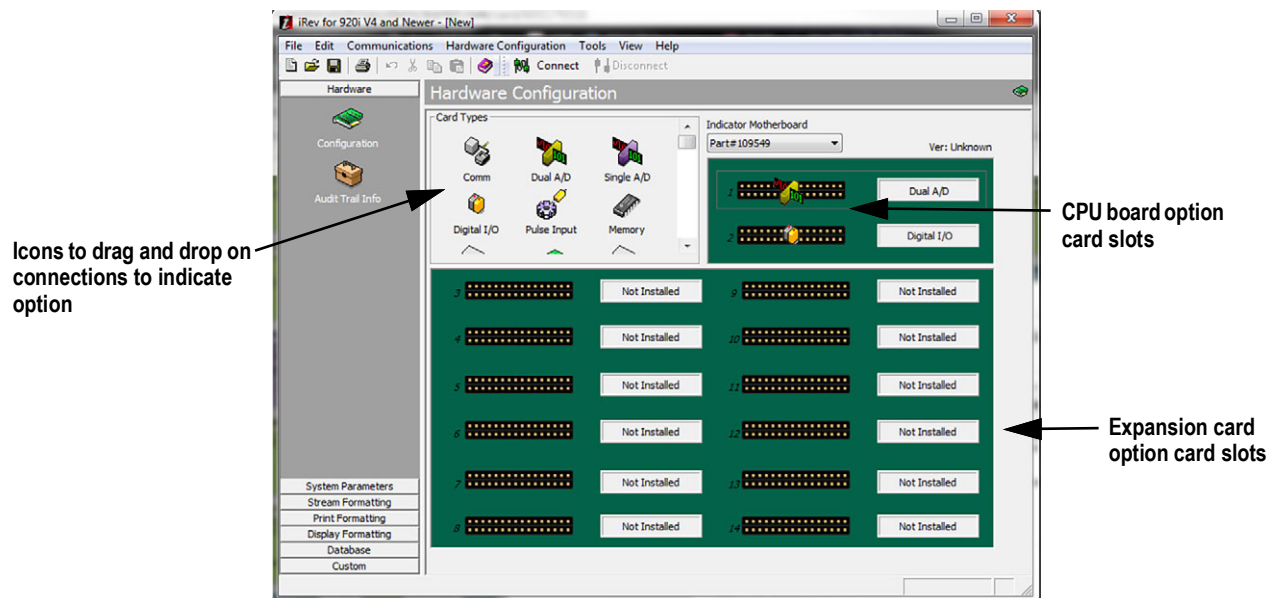 iRev for 920i V4 and Newer - [New]
File Edit Communications Hardware Configuration Tools View Help
Connect Disconnect
Hardware
Configuration
Audit Trail Info
System Parameters
Stream Formatting
Print Formatting
Display Formatting
Database
Custom
Hardware Configuration
Card Types
Comm Dual A/D Single A/D
Digital I/O Pulse Input Memory
Indicator Motherboard
Part#109549
Ver: Unknown
1 Dual A/D
2 Digital I/O
3 Not Installed
4 Not Installed
5 Not Installed
6 Not Installed
7 Not Installed
8 Not Installed
9 Not Installed
10 Not Installed
11 Not Installed
12 Not Installed
13 Not Installed
14 Not Installed
Icons to drag and drop on
connections to indicate
option
CPU board option
card slots
Expansion card
option card slots